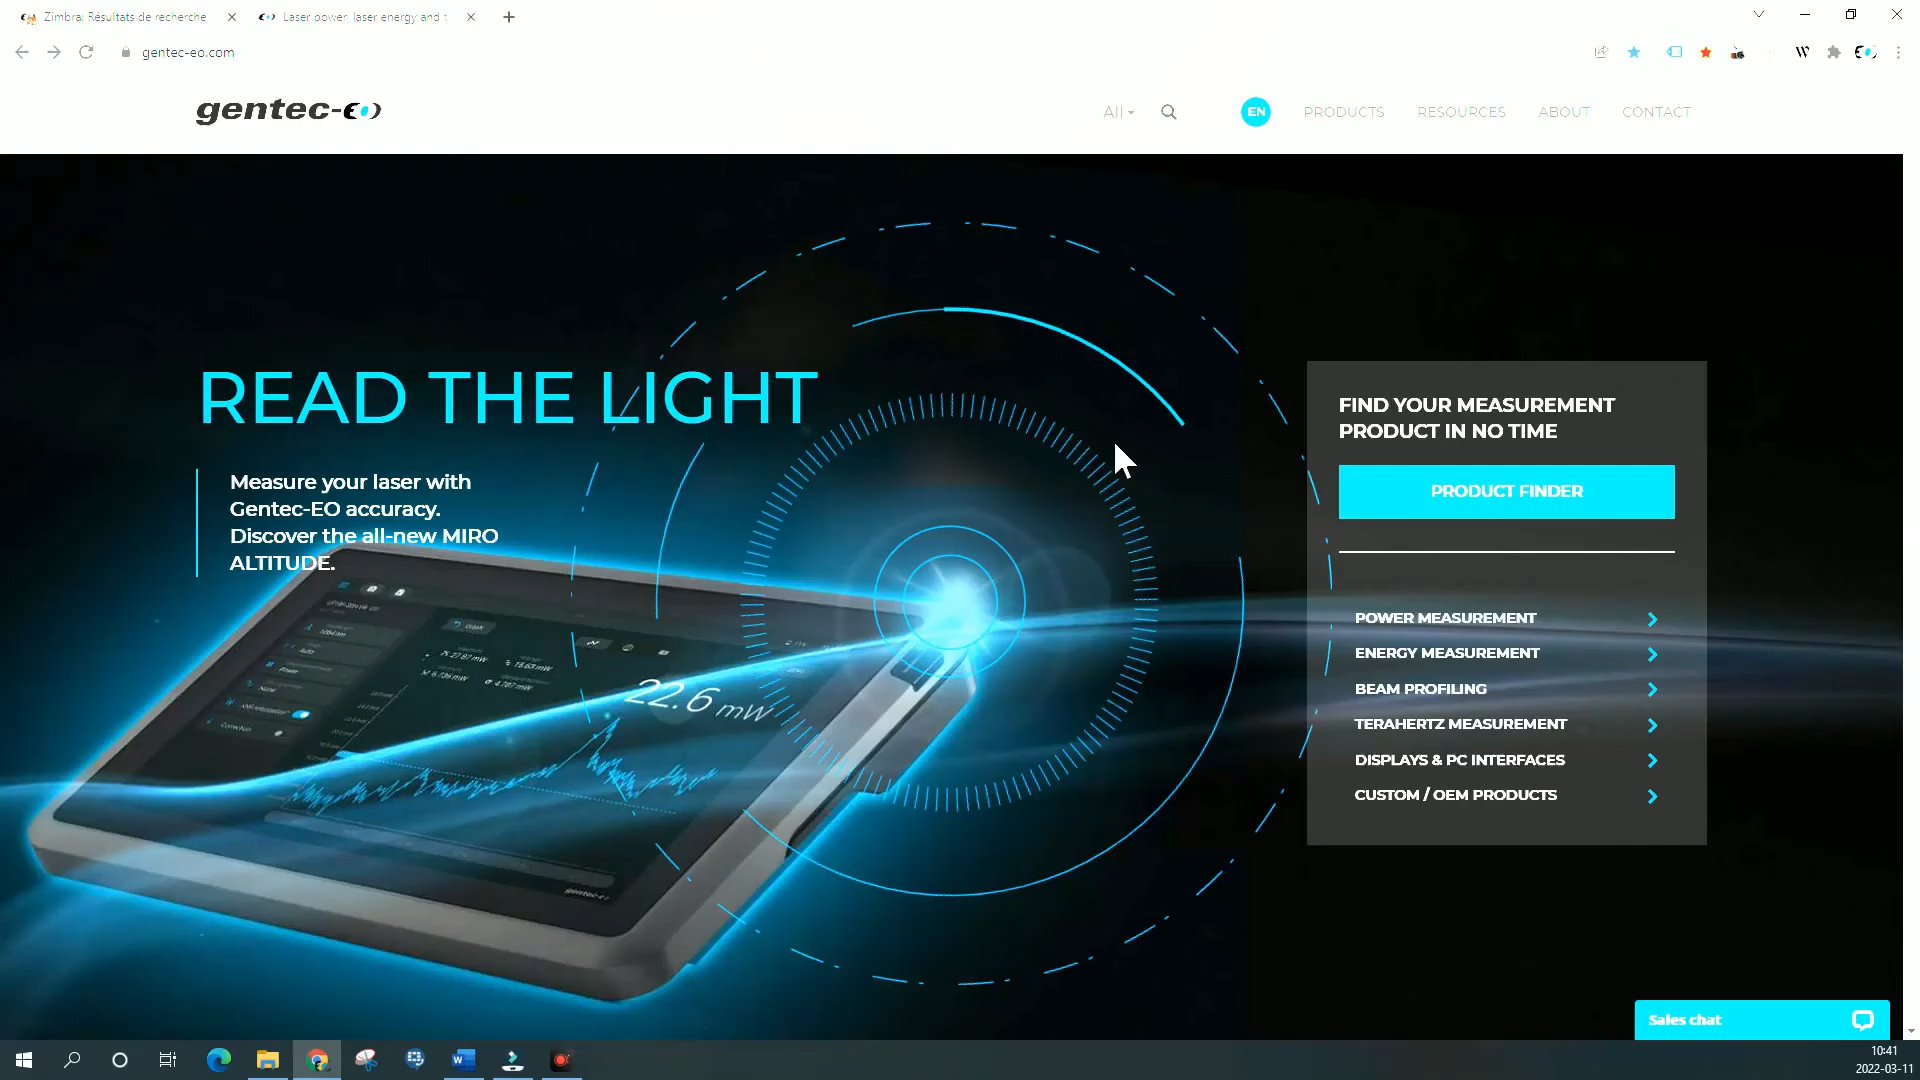 Zimbra: Résultats de recherche
Laser power, laser energy and t
gentec-eo.com
gentec-eo
All
EN
PRODUCTS
RESOURCES
ABOUT
CONTACT
READ THE LIGHT
Measure your laser with
Gentec-EO accuracy.
Discover the all-new MIRO
ALTITUDE.
22.6 mW
gentec-eo
FIND YOUR MEASUREMENT
PRODUCT IN NO TIME
PRODUCT FINDER
POWER MEASUREMENT
ENERGY MEASUREMENT
BEAM PROFILING
TERAHERTZ MEASUREMENT
DISPLAYS & PC INTERFACES
CUSTOM / OEM PRODUCTS
Sales chat
10:41
2022-03-11